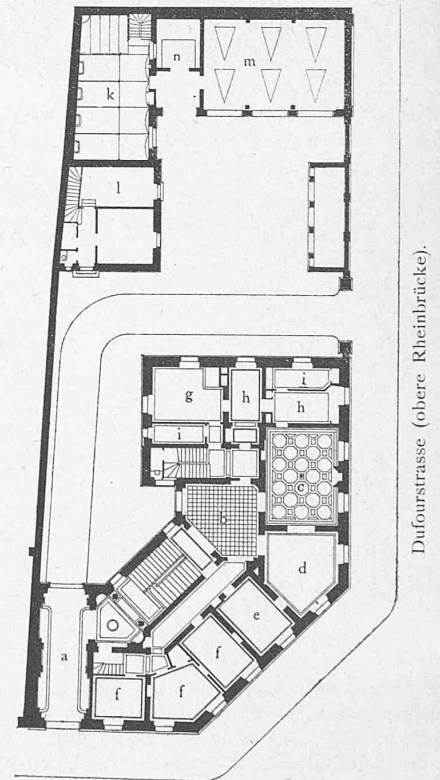 n
m
k
l
i
g
h
h
i
c
b
d
e
f
a
f
f
Dufourstrasse (obere Rheinbrücke).